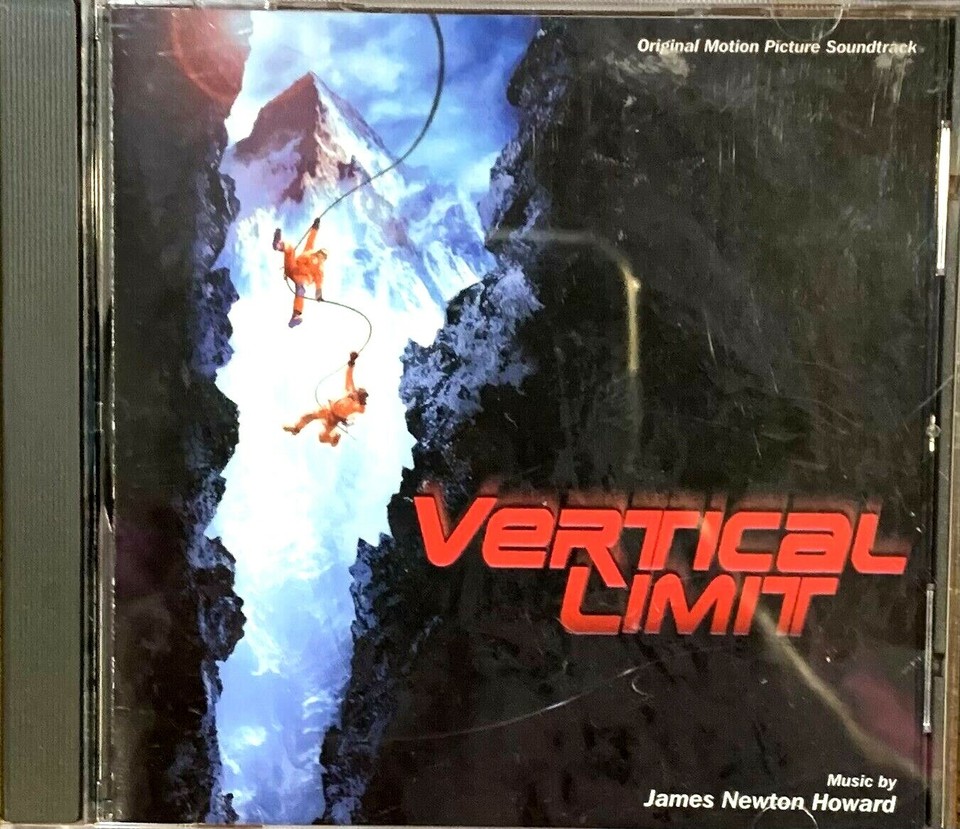 Original Motion Picture Soundtrack
VERTICAL
LIMIT
Music by
James Newton Howard